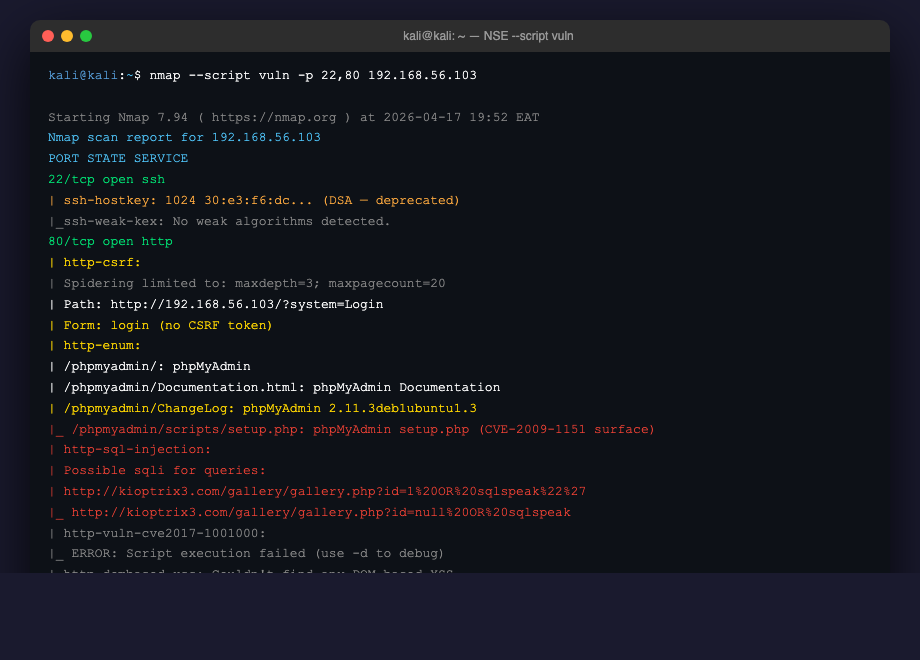 kali@kali: ~ — NSE --script vuln
kali@kali:~$ nmap --script vuln -p 22,80 192.168.56.103
Starting Nmap 7.94 ( https://nmap.org ) at 2026-04-17 19:52 EAT
Nmap scan report for 192.168.56.103
PORT STATE SERVICE
22/tcp open ssh
| ssh-hostkey: 1024 30:e3:f6:dc... (DSA — deprecated)
|_ssh-weak-kex: No weak algorithms detected.
80/tcp open http
| http-csrf:
| Spidering limited to: maxdepth=3; maxpagecount=20
| Path: http://192.168.56.103/?system=Login
| Form: login (no CSRF token)
| http-enum:
| /phpmyadmin/: phpMyAdmin
| /phpmyadmin/Documentation.html: phpMyAdmin Documentation
| /phpmyadmin/ChangeLog: phpMyAdmin 2.11.3deb1ubuntu1.3
|_ /phpmyadmin/scripts/setup.php: phpMyAdmin setup.php (CVE-2009-1151 surface)
| http-sql-injection:
| Possible sqli for queries:
| http://kioptrix3.com/gallery/gallery.php?id=1%20OR%20sqlspeak%22%27
|_ http://kioptrix3.com/gallery/gallery.php?id=null%20OR%20sqlspeak
| http-vuln-cve2017-1001000:
|_ ERROR: Script execution failed (use -d to debug)
| http-dombased-xss: Couldn't find any DOM based XSS.